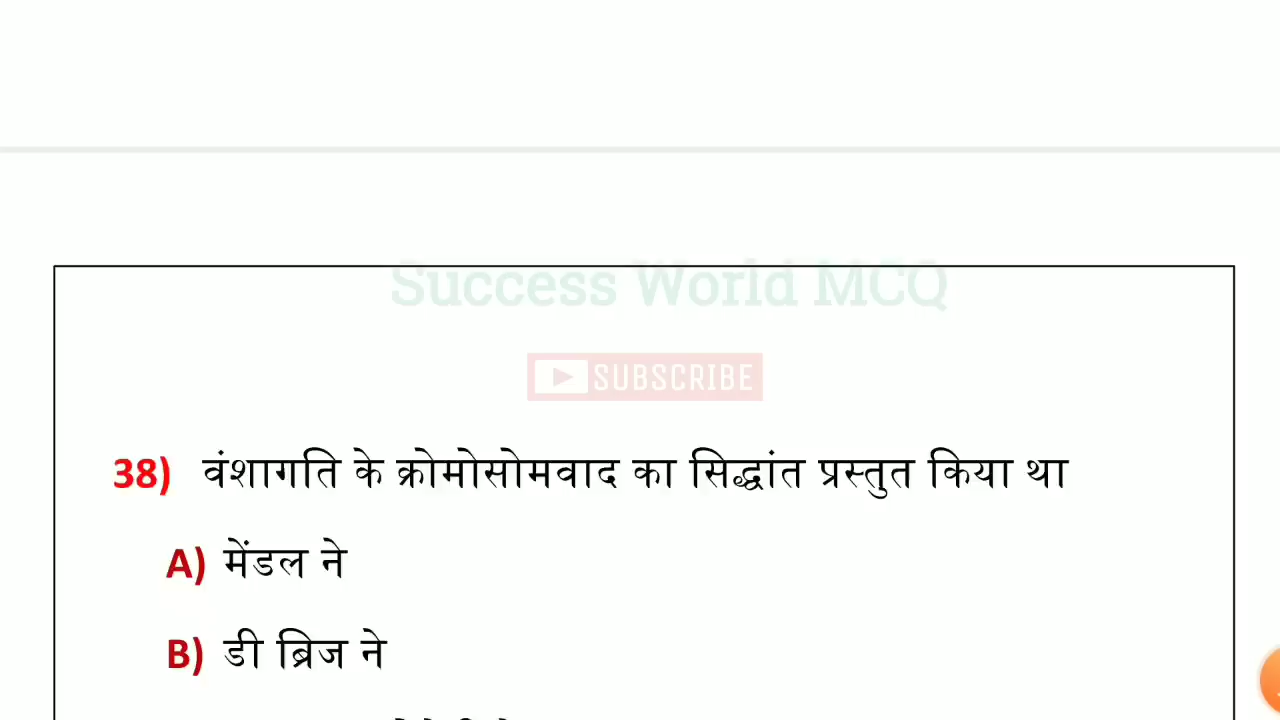 Success World MCQ
SUBSCRIBE
38) वंशागति के क्रोमोसोमवाद का सिद्धांत प्रस्तुत किया था
A) मेंडल ने
B) डी ब्रिज ने